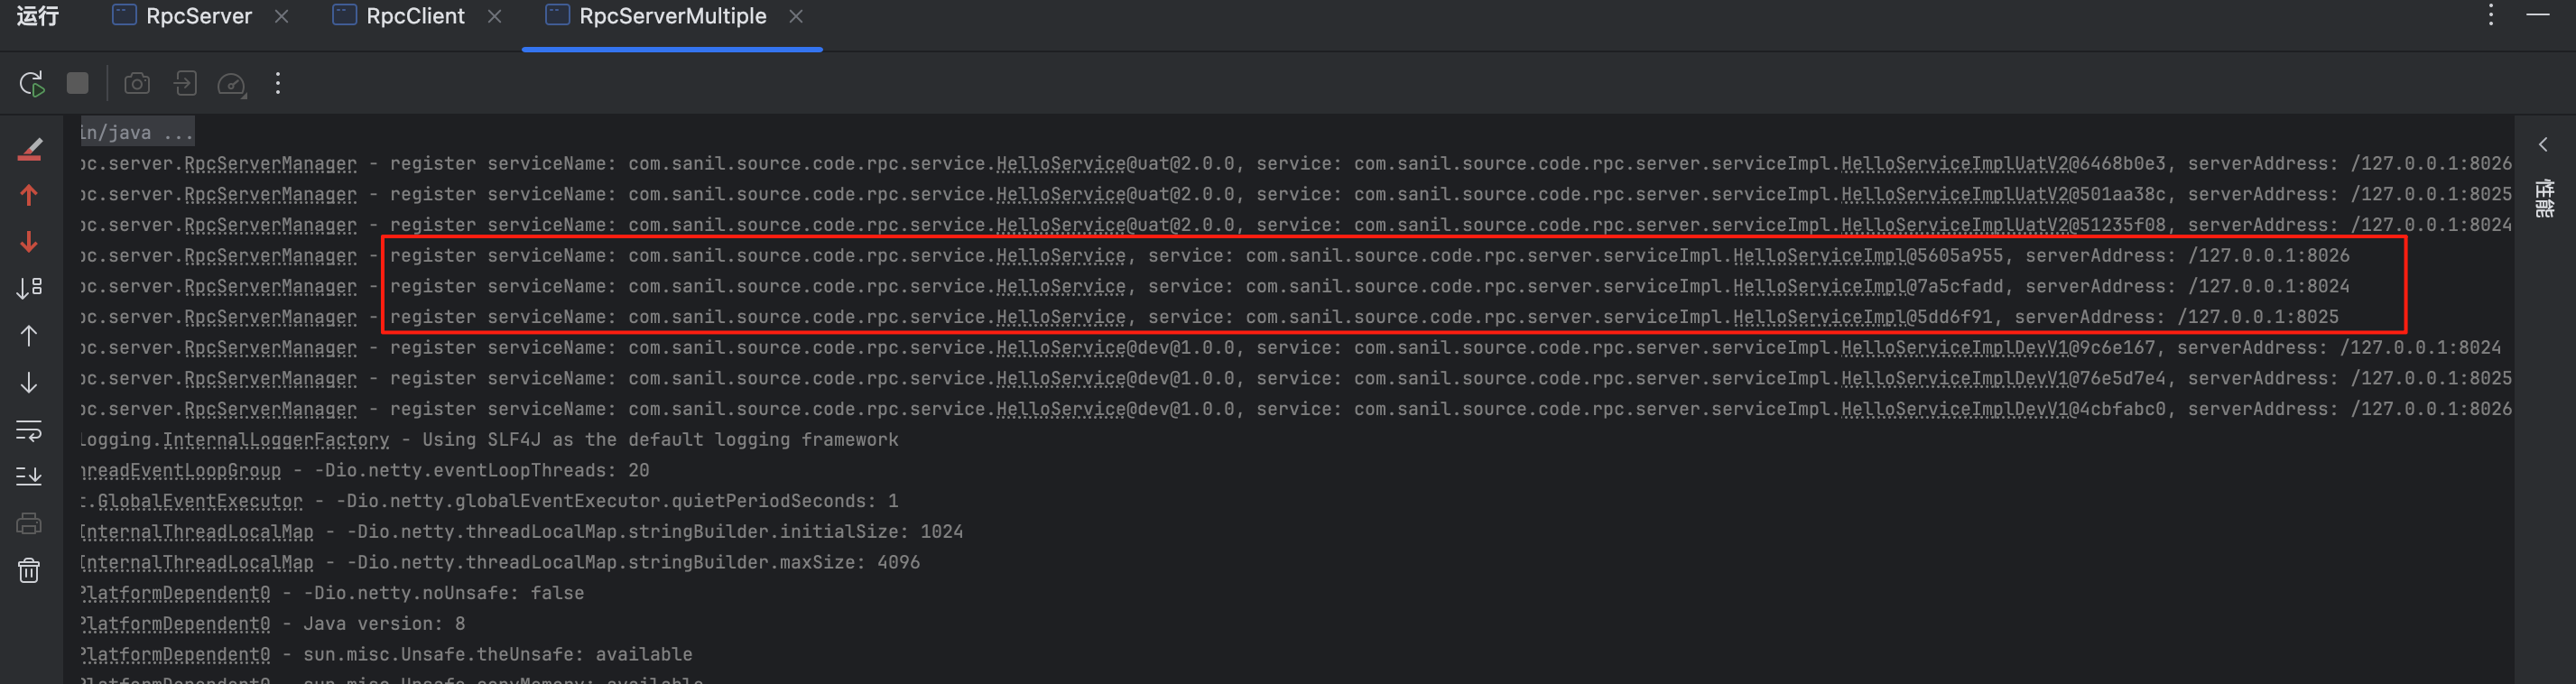 运行 RpcServer RpcClient RpcServerMultiple
in/java ...
pc.server.RpcServerManager - register serviceName: com.sanil.source.code.rpc.service.HelloService@uat@2.0.0, service: com.sanil.source.code.rpc.server.serviceImpl.HelloServiceImplUatV2@6468b0e3, serverAddress: /127.0.0.1:8026
pc.server.RpcServerManager - register serviceName: com.sanil.source.code.rpc.service.HelloService@uat@2.0.0, service: com.sanil.source.code.rpc.server.serviceImpl.HelloServiceImplUatV2@501aa38c, serverAddress: /127.0.0.1:8025
pc.server.RpcServerManager - register serviceName: com.sanil.source.code.rpc.service.HelloService@uat@2.0.0, service: com.sanil.source.code.rpc.server.serviceImpl.HelloServiceImplUatV2@51235f08, serverAddress: /127.0.0.1:8024
pc.server.RpcServerManager - register serviceName: com.sanil.source.code.rpc.service.HelloService, service: com.sanil.source.code.rpc.server.serviceImpl.HelloServiceImpl@5605a955, serverAddress: /127.0.0.1:8026
pc.server.RpcServerManager - register serviceName: com.sanil.source.code.rpc.service.HelloService, service: com.sanil.source.code.rpc.server.serviceImpl.HelloServiceImpl@7a5cfadd, serverAddress: /127.0.0.1:8024
pc.server.RpcServerManager - register serviceName: com.sanil.source.code.rpc.service.HelloService, service: com.sanil.source.code.rpc.server.serviceImpl.HelloServiceImpl@5dd6f91, serverAddress: /127.0.0.1:8025
pc.server.RpcServerManager - register serviceName: com.sanil.source.code.rpc.service.HelloService@dev@1.0.0, service: com.sanil.source.code.rpc.server.serviceImpl.HelloServiceImplDevV1@9c6e167, serverAddress: /127.0.0.1:8024
pc.server.RpcServerManager - register serviceName: com.sanil.source.code.rpc.service.HelloService@dev@1.0.0, service: com.sanil.source.code.rpc.server.serviceImpl.HelloServiceImplDevV1@76e5d7e4, serverAddress: /127.0.0.1:8025
pc.server.RpcServerManager - register serviceName: com.sanil.source.code.rpc.service.HelloService@dev@1.0.0, service: com.sanil.source.code.rpc.server.serviceImpl.HelloServiceImplDevV1@4cbfabc0, serverAddress: /127.0.0.1:8026
logging.InternalLoggerFactory - Using SLF4J as the default logging framework
hreadEventLoopGroup - -Dio.netty.eventLoopThreads: 20
t.GlobalEventExecutor - -Dio.netty.globalEventExecutor.quietPeriodSeconds: 1
InternalThreadLocalMap - -Dio.netty.threadLocalMap.stringBuilder.initialSize: 1024
InternalThreadLocalMap - -Dio.netty.threadLocalMap.stringBuilder.maxSize: 4096
PlatformDependent0 - -Dio.netty.noUnsafe: false
PlatformDependent0 - Java version: 8
PlatformDependent0 - sun.misc.Unsafe.theUnsafe: available
PlatformDependent0 - sun.misc.Unsafe.copyMemory: available
性能